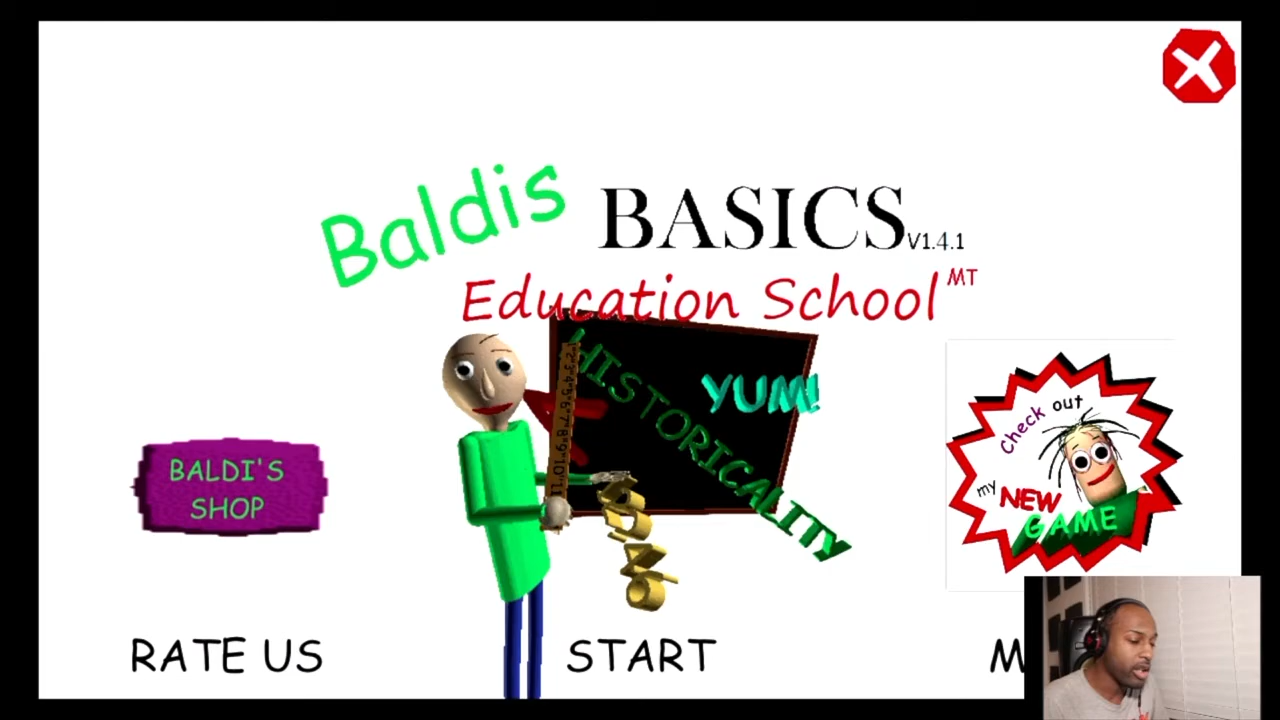 Baldis BASICS V1.4.1
Education School MT
HISTORICALITY
YUM!
BALDI'S
SHOP
Check out
my NEW
GAME
RATE US
START